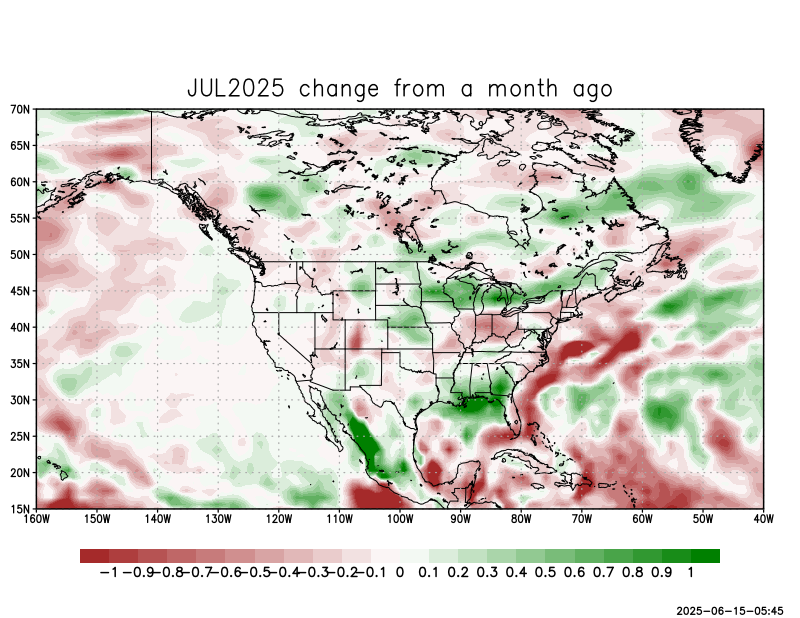 JUL2025 change from a month ago
70N
65N
60N
55N
50N
45N
40N
35N
30N
25N
20N
15N
160W 150W 140W 130W 120W 110W 100W 90W 80W 70W 60W 50W 40W
−1 −0.9 −0.8 −0.7 −0.6 −0.5 −0.4 −0.3 −0.2 −0.1 0 0.1 0.2 0.3 0.4 0.5 0.6 0.7 0.8 0.9 1
2025-06-15-05:45